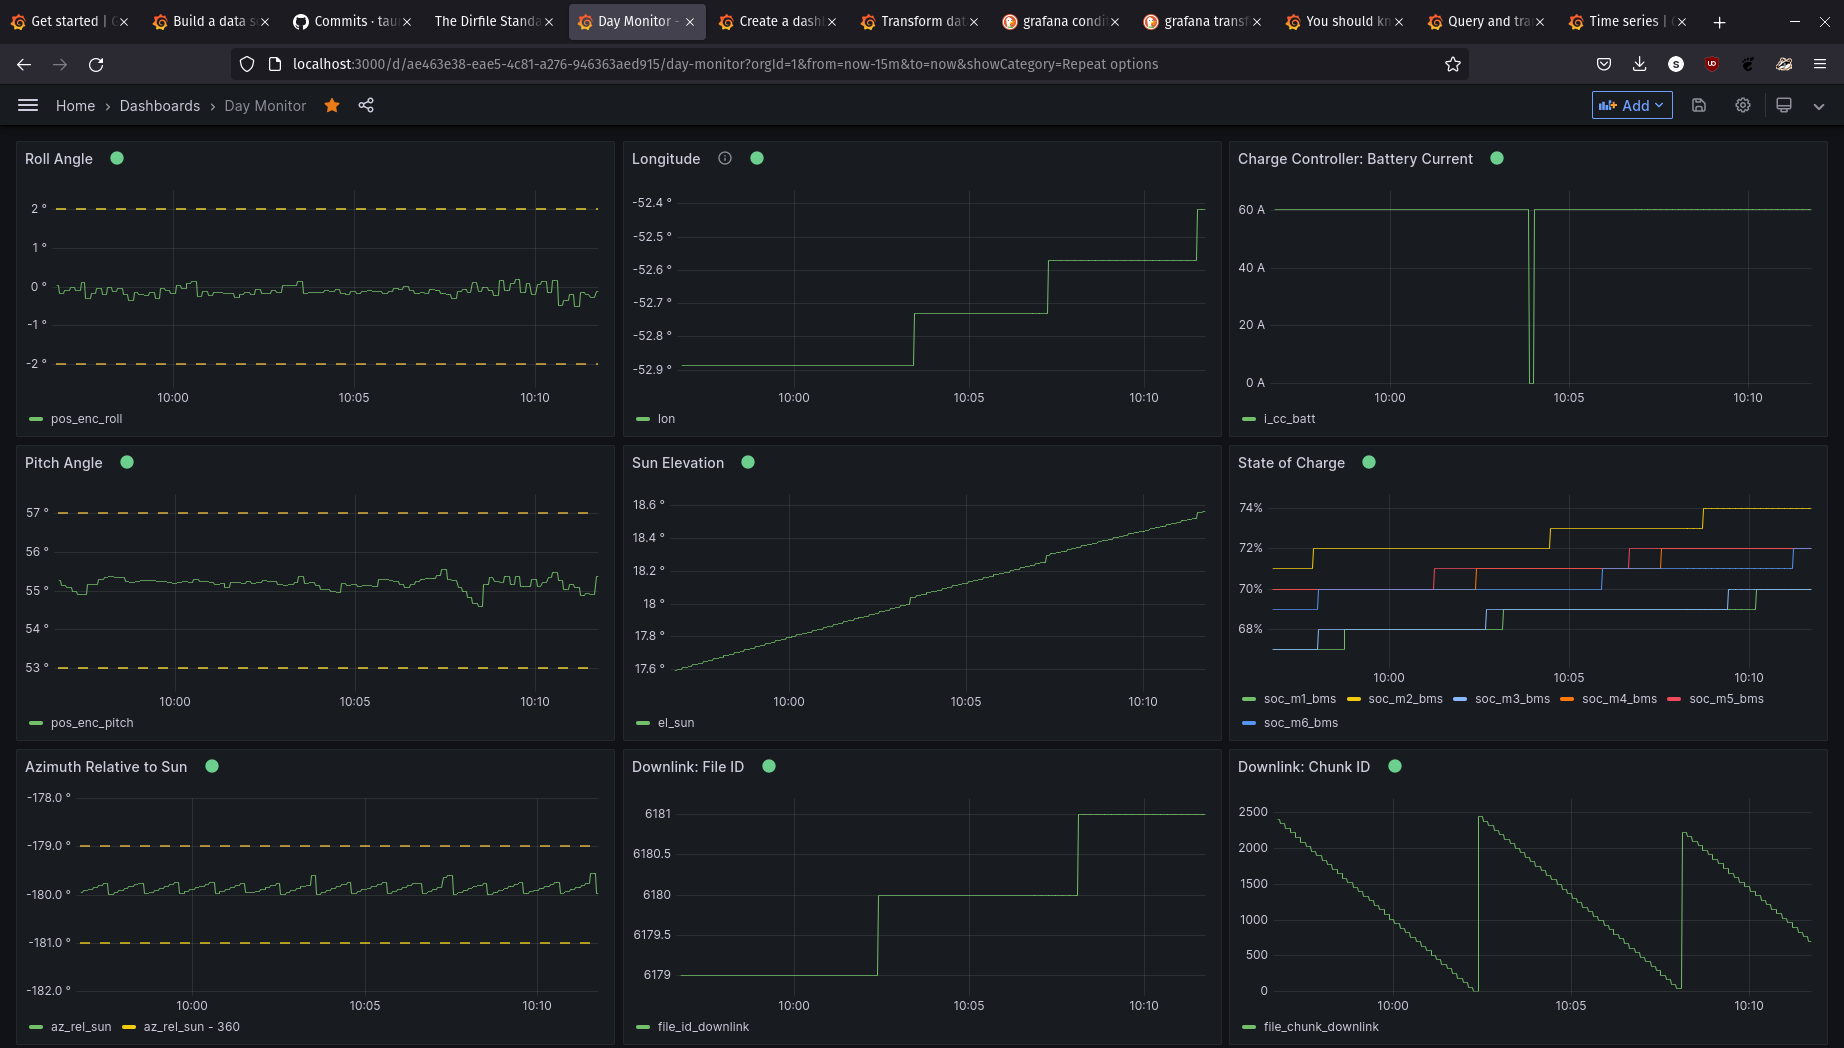 Get started | G
Build a data s
Commits · tau
The Dirfile Standa
Day Monitor -
Create a dash
Transform dat
grafana condi
grafana transf
You should kn
Query and tra
Time series | G
localhost:3000/d/ae463e38-eae5-4c81-a276-946363aed915/day-monitor?orgId=1&from=now-15m&to=now&showCategory=Repeat options
Home › Dashboards › Day Monitor
Add
Roll Angle
2 °
1 °
0 °
-1 °
-2 °
10:00 10:05 10:10
pos_enc_roll
Longitude
-52.4 °
-52.5 °
-52.6 °
-52.7 °
-52.8 °
-52.9 °
10:00 10:05 10:10
lon
Charge Controller: Battery Current
60 A
40 A
20 A
0 A
10:00 10:05 10:10
i_cc_batt
Pitch Angle
57 °
56 °
55 °
54 °
53 °
10:00 10:05 10:10
pos_enc_pitch
Sun Elevation
18.6 °
18.4 °
18.2 °
18 °
17.8 °
17.6 °
10:00 10:05 10:10
el_sun
State of Charge
74%
72%
70%
68%
10:00 10:05 10:10
soc_m1_bms soc_m2_bms soc_m3_bms soc_m4_bms soc_m5_bms
soc_m6_bms
Azimuth Relative to Sun
-178.0 °
-179.0 °
-180.0 °
-181.0 °
-182.0 °
10:00 10:05 10:10
az_rel_sun az_rel_sun - 360
Downlink: File ID
6181
6180.5
6180
6179.5
6179
10:00 10:05 10:10
file_id_downlink
Downlink: Chunk ID
2500
2000
1500
1000
500
0
10:00 10:05 10:10
file_chunk_downlink